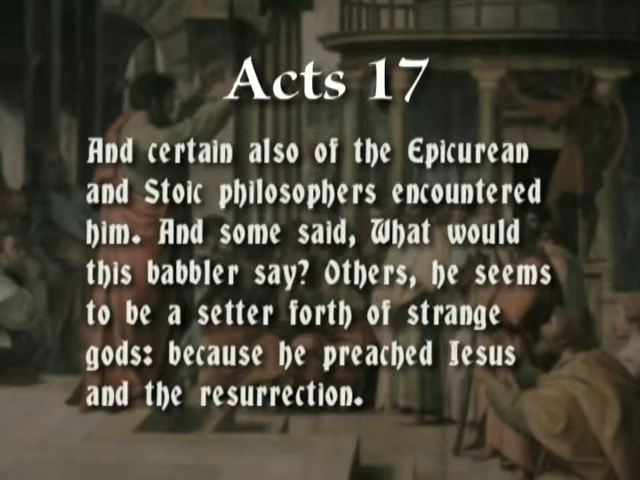 Acts 17
And certain also of the Epicurean
and Stoic philosophers encountered
him. And some said, What would
this babbler say? Others, he seems
to be a setter forth of strange
gods: because he preached Iesus
and the resurrection.